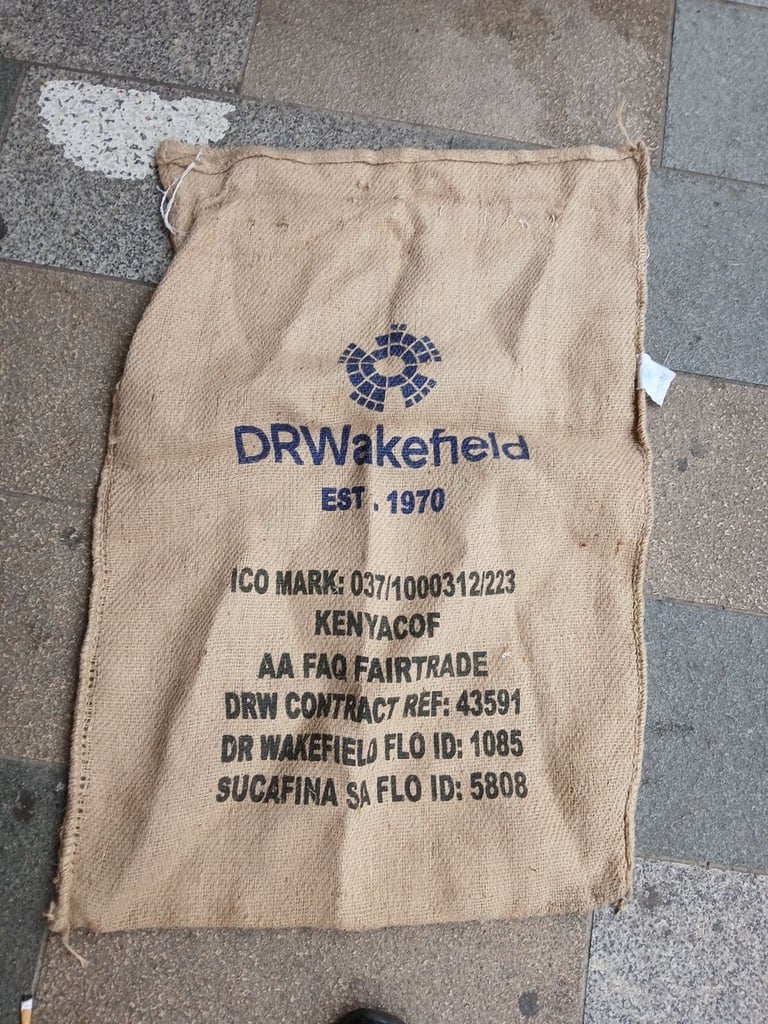 DRWakefield
EST. 1970
ICO MARK: 037/1000312/223
KENYACOF
AA FAQ FAIRTRADE
DRW CONTRACT REF: 43591
DR WAKEFIELD FLO ID: 1085
SUCAFINA SA FLO ID: 5808